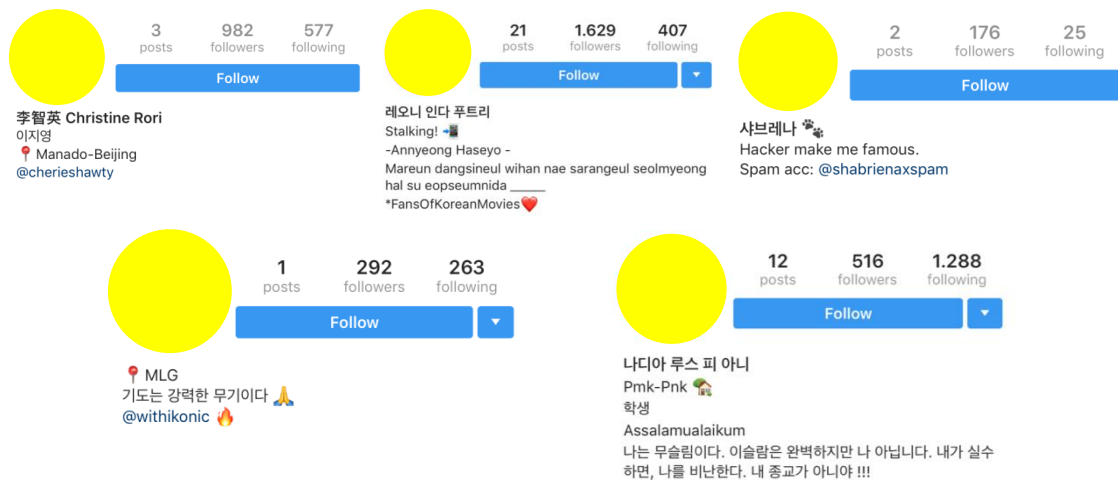 3 982 577
posts followers following
Follow
李智英 Christine Rori
이지영
📍 Manado-Beijing
@cherieshawty
21 1.629 407
posts followers following
Follow
레오니 인다 푸트리
Stalking! 📲
-Annyeong Haseyo -
Mareun dangsineul wihan nae sarangeul seolmyeong
hal su eopseumnida _____
*FansOfKoreanMovies❤️
2 176 25
posts followers following
Follow
샤브레나 🐾
Hacker make me famous.
Spam acc: @shabrienaxspam
1 292 263
posts followers following
Follow
📍 MLG
기도는 강력한 무기이다 🙏
@withikonic 🔥
12 516 1.288
posts followers following
Follow
나디아 루스 피 아니
Pmk-Pnk 🏡
학생
Assalamualaikum
나는 무슬림이다. 이슬람은 완벽하지만 나 아닙니다. 내가 실수
하면, 나를 비난한다. 내 종교가 아니야 !!!